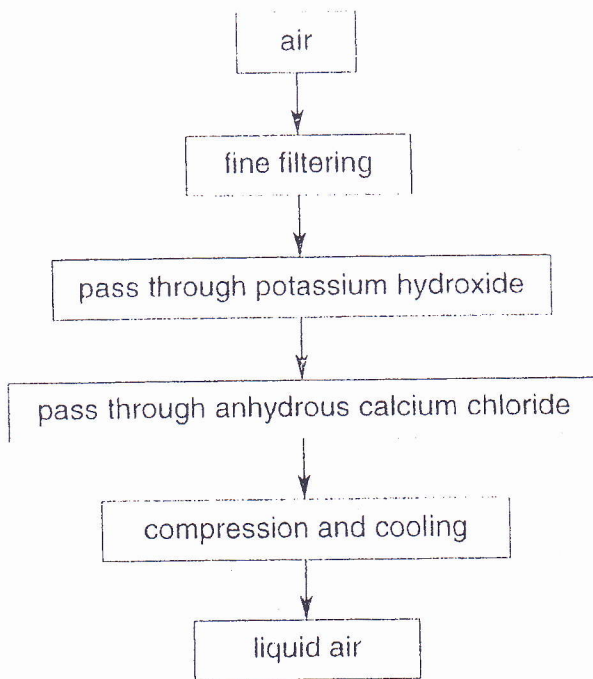 air
fine filtering
pass through potassium hydroxide
pass through anhydrous calcium chloride
compression and cooling
liquid air